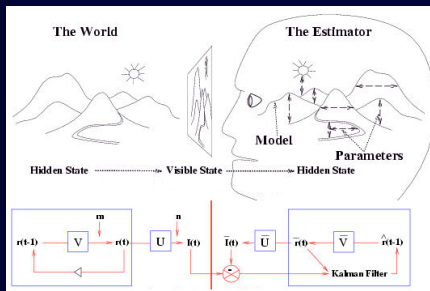 The World
The Estimator
Model
Parameters
Hidden State
Visible State
Hidden State
m
n
r(t-1)
V
r(t)
U
I(t)
I(t)
U
r(t)
V
r(t-1)
-
Kalman Filter